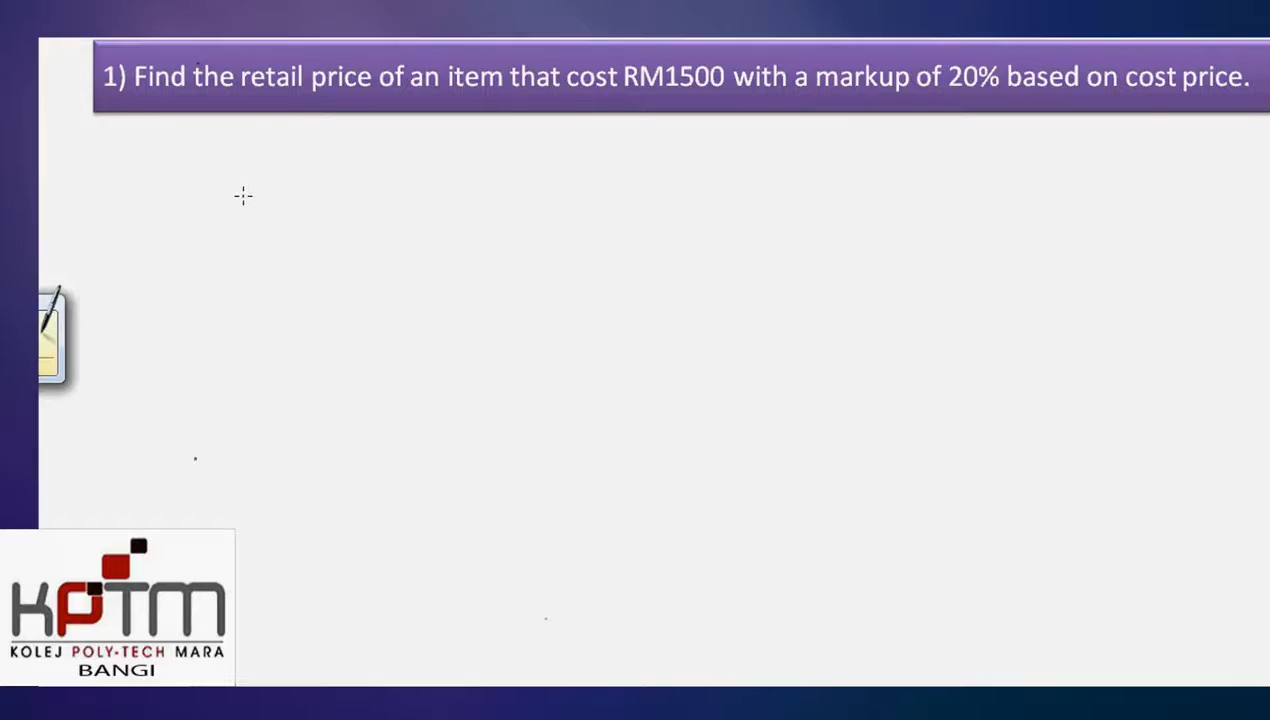 1) Find the retail price of an item that cost RM1500 with a markup of 20% based on cost price.
KPTM
KOLEJ POLY-TECH MARA
BANGI